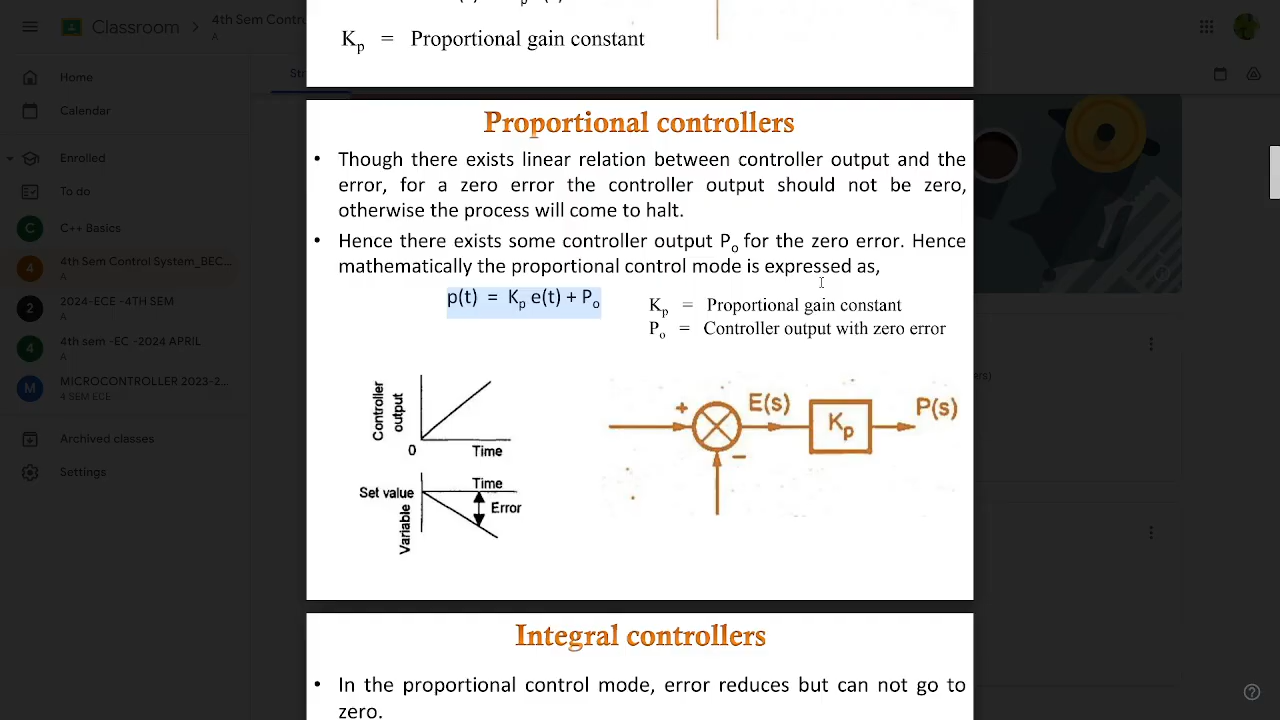 Classroom
4th Sem Contro
A
Home
Calendar
Enrolled
To do
C
C++ Basics
4
4th Sem Control System_BEC...
A
2
2024-ECE -4TH SEM
4
4th sem -EC -2024 APRIL
A
M
MICROCONTROLLER 2023-2...
4 SEM ECE
Archived classes
Settings
Str
Kp = Proportional gain constant
Proportional controllers
• Though there exists linear relation between controller output and the
error, for a zero error the controller output should not be zero,
otherwise the process will come to halt.
• Hence there exists some controller output Po for the zero error. Hence
mathematically the proportional control mode is expressed as,
p(t) = Kp e(t) + Po
Kp = Proportional gain constant
Po = Controller output with zero error
Controller
output
0
Time
Set value
Time
Error
Variable
+
E(s)
Kp
P(s)
−
Integral controllers
• In the proportional control mode, error reduces but can not go to
zero.